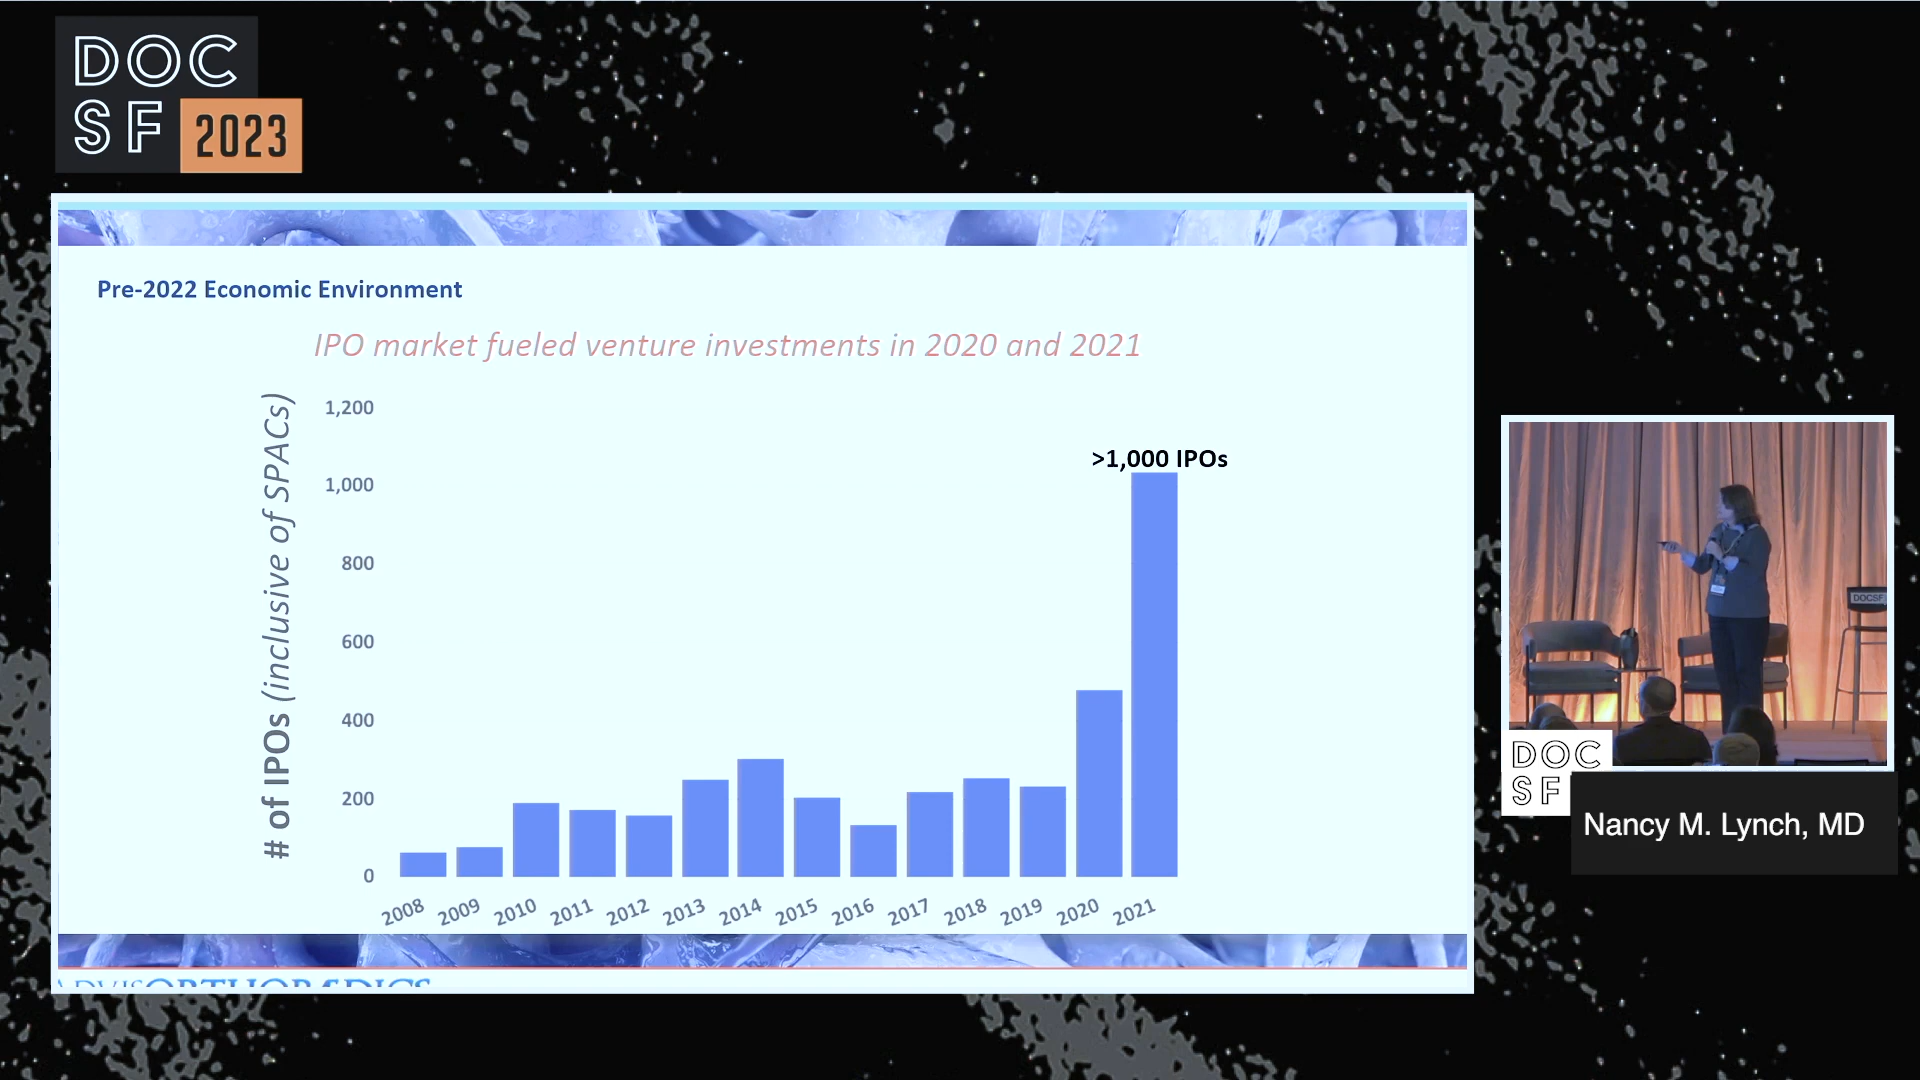 DOC
SF 2023
Pre-2022 Economic Environment
IPO market fueled venture investments in 2020 and 2021
# of IPOs (inclusive of SPACs)
1,200
1,000
800
600
400
200
0
>1,000 IPOs
2008 2009 2010 2011 2012 2013 2014 2015 2016 2017 2018 2019 2020 2021
DOCSF
DOC
SF
Nancy M. Lynch, MD